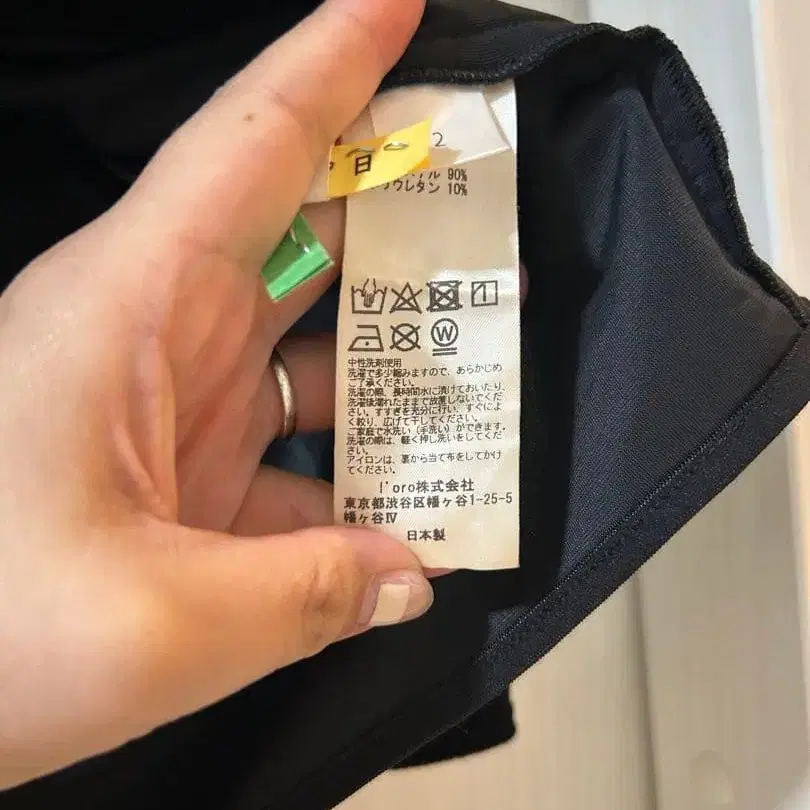 2
日
ル 90%
ウレタン 10%
W
中性洗剤使用
洗濯で多少縮みますので、あらかじめ
ご了承ください。
洗濯の際、長時間水に漬けておいたり、
洗濯後濡れたままで放置しないでくだ
さい。すすぎを充分に行い、すぐによ
く絞り、広げて干してください。
ご家庭で水洗い（手洗い）ができます。
洗濯の際は、軽く押し洗いをしてくだ
さい。
アイロンは、裏から当て布をしてかけ
てください。
l'oro株式会社
東京都渋谷区幡ヶ谷1-25-5
幡ヶ谷Ⅳ
日本製